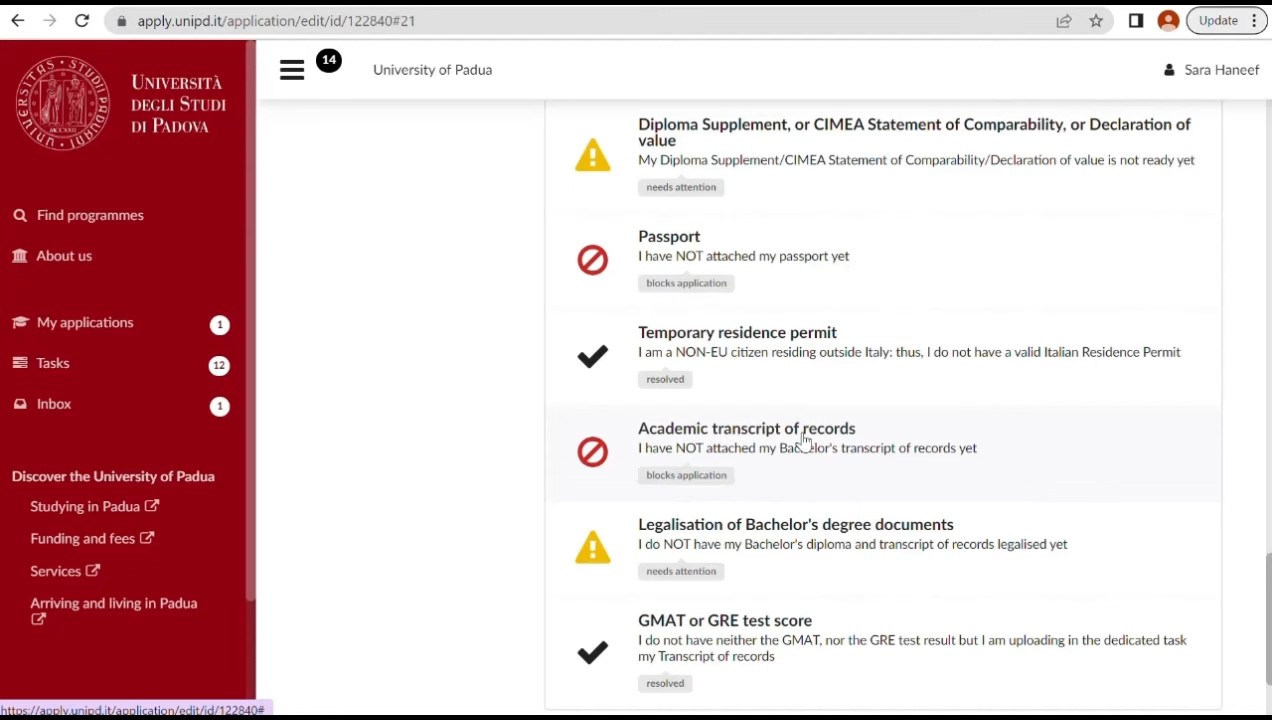 apply.unipd.it/application/edit/id/122840#21
Update
UNIVERSITÀ
DEGLI STUDI
DI PADOVA
14
University of Padua
Sara Haneef
Find programmes
About us
My applications 1
Tasks 12
Inbox 1
Discover the University of Padua
Studying in Padua
Funding and fees
Services
Arriving and living in Padua
Diploma Supplement, or CIMEA Statement of Comparability, or Declaration of
value
My Diploma Supplement/CIMEA Statement of Comparability/Declaration of value is not ready yet
needs attention
Passport
I have NOT attached my passport yet
blocks application
Temporary residence permit
I am a NON-EU citizen residing outside Italy: thus, I do not have a valid Italian Residence Permit
resolved
Academic transcript of records
I have NOT attached my Bachelor's transcript of records yet
blocks application
Legalisation of Bachelor's degree documents
I do NOT have my Bachelor's diploma and transcript of records legalised yet
needs attention
GMAT or GRE test score
I do not have neither the GMAT, nor the GRE test result but I am uploading in the dedicated task
my Transcript of records
resolved
https://apply.unipd.it/application/edit/id/122840#